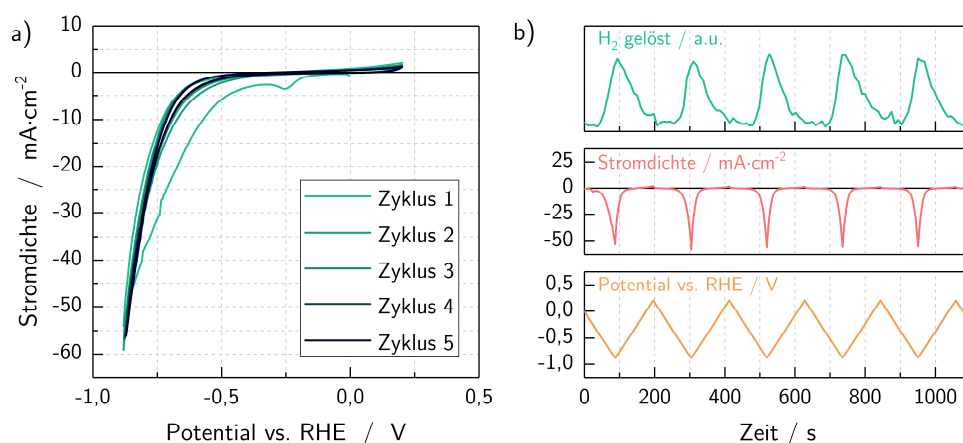 a)
Stromdichte / mA·cm⁻²
10
0
-10
-20
-30
-40
-50
-60
-1,0
-0,5
0,0
0,5
Potential vs. RHE / V
Zyklus 1
Zyklus 2
Zyklus 3
Zyklus 4
Zyklus 5
b)
H₂ gelöst / a.u.
Stromdichte / mA·cm⁻²
25
0
-25
-50
Potential vs. RHE / V
0,5
0,0
-0,5
-1,0
0
200
400
600
800
1000
Zeit / s